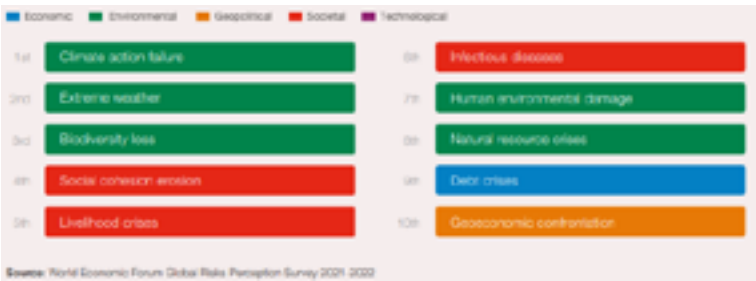 Economic Environmental Geopolitical Societal Technological
1st Climate action failure
2nd Extreme weather
3rd Biodiversity loss
4th Social cohesion erosion
5th Livelihood crises
6th Infectious diseases
7th Human environmental damage
8th Natural resource crises
9th Debt crises
10th Geoeconomic confrontation
Source: World Economic Forum Global Risks Perception Survey 2021-2022